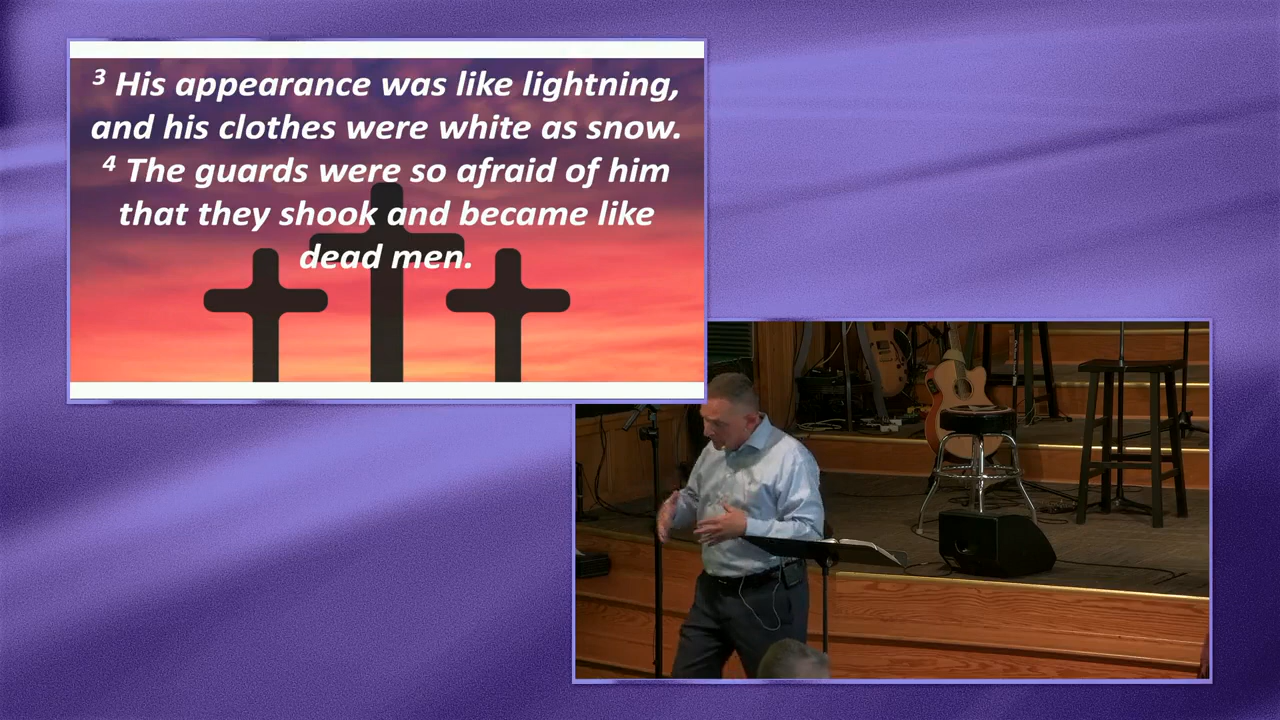 ³ His appearance was like lightning,
and his clothes were white as snow.
⁴ The guards were so afraid of him
that they shook and became like
dead men.